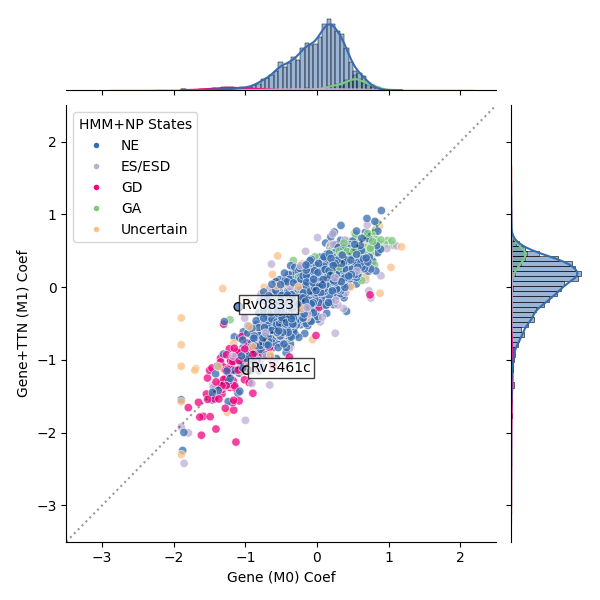 HMM+NP States
NE
ES/ESD
GD
GA
Uncertain
2
1
0
−1
−2
−3
Gene+TTN (M1) Coef
Rv0833
Rv3461c
−3
−2
−1
0
1
2
Gene (M0) Coef